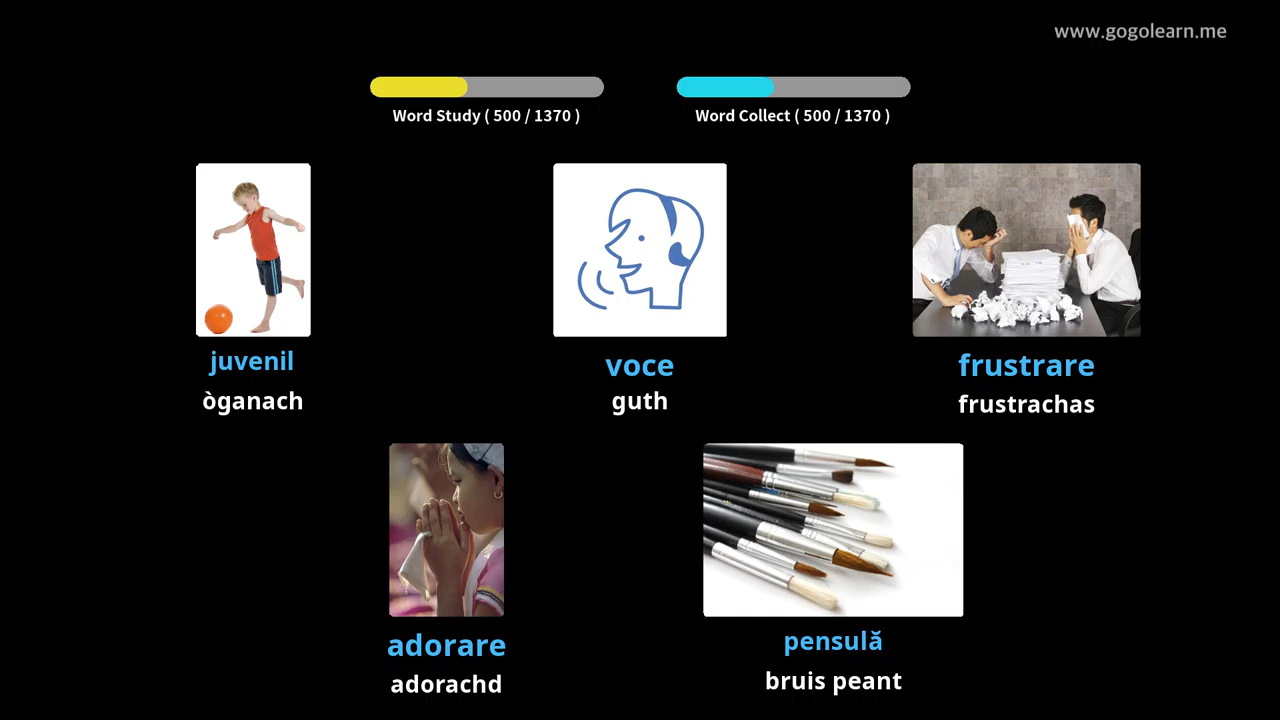 www.gogolearn.me
Word Study ( 500 / 1370 )
Word Collect ( 500 / 1370 )
juvenil
òganach
voce
guth
frustrare
frustrachas
adorare
adorachd
pensulă
bruis peant